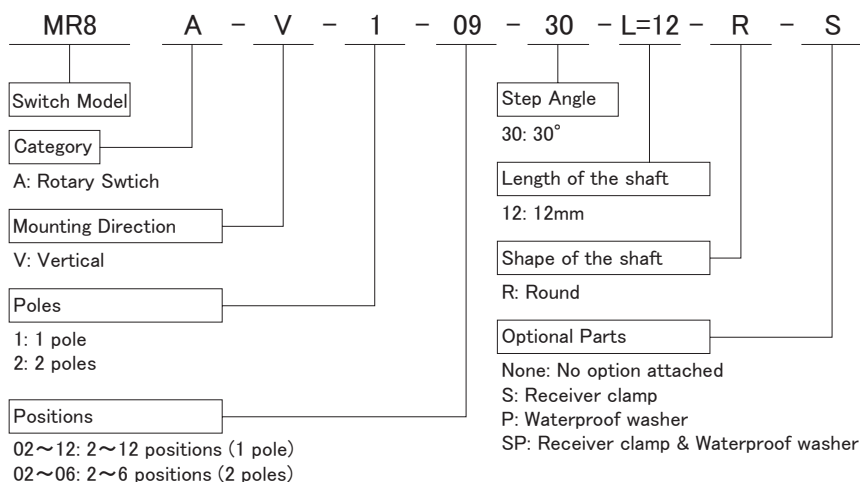 MR8 A - V - 1 - 09 - 30 - L=12 - R - S
Switch Model
Category
A: Rotary Swtich
Mounting Direction
V: Vertical
Poles
1: 1 pole
2: 2 poles
Positions
02～12: 2～12 positions (1 pole)
02～06: 2～6 positions (2 poles)
Step Angle
30: 30°
Length of the shaft
12: 12mm
Shape of the shaft
R: Round
Optional Parts
None: No option attached
S: Receiver clamp
P: Waterproof washer
SP: Receiver clamp & Waterproof washer